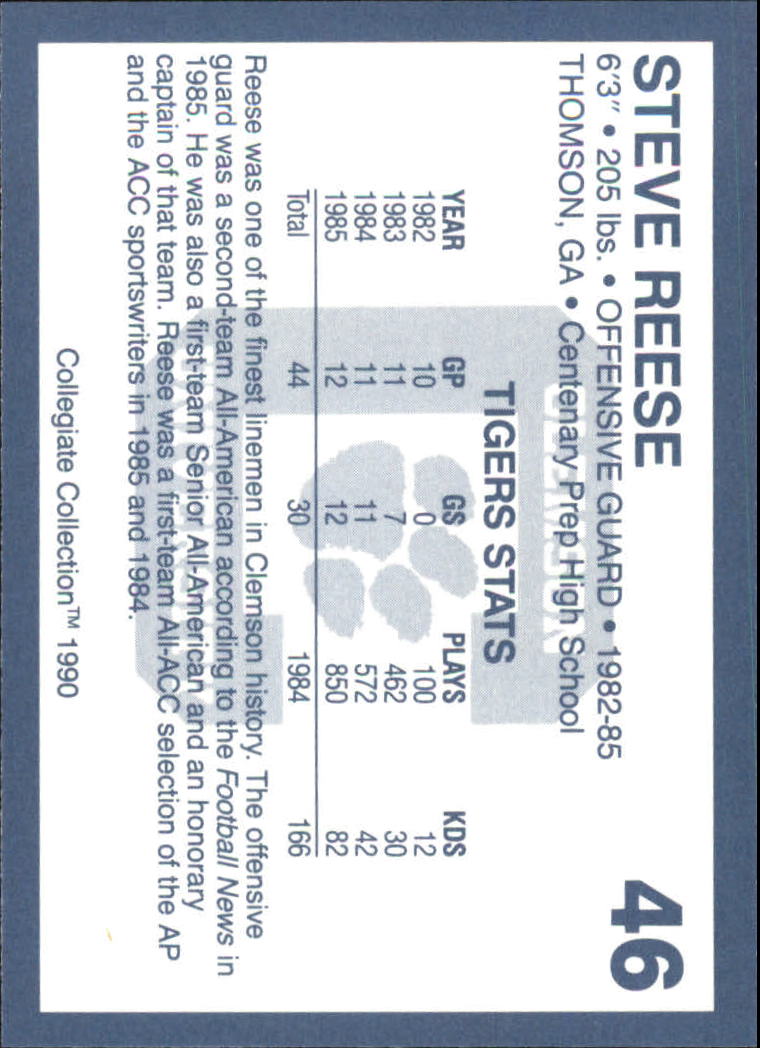 STEVE REESE 46
6'3" • 205 lbs. • OFFENSIVE GUARD • 1982-85
THOMSON, GA • Centenary Prep High School
TIGERS STATS
YEAR GP GS PLAYS KDS
1982 10 0 100 12
1983 11 7 462 30
1984 11 11 572 42
1985 12 12 850 82
Total 44 30 1984 166
Reese was one of the finest linemen in Clemson history. The offensive
guard was a second-team All-American according to the Football News in
1985. He was also a first-team Senior All-American and an honorary
captain of that team. Reese was a first-team All-ACC selection of the AP
and the ACC sportswriters in 1985 and 1984.
Collegiate Collection™ 1990
CLEMSON
UNIVERSITY